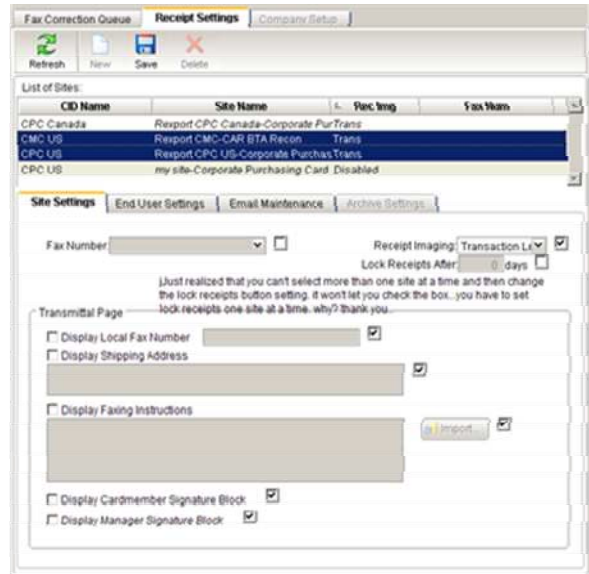 Fax Correction Queue Receipt Settings Company Setup
Refresh New Save Delete
List of Sites:
CID Name Site Name Rec Img Fax Num
CPC Canada Rexport CPC Canada-Corporate Pur Trans
CMC US Rexport CMC-CAR BTA Recon Trans
CPC US Rexport CPC US-Corporate Purchas Trans
CPC US my site-Corporate Purchasing Card Disabled
Site Settings End User Settings Email Maintenance Archive Settings
Fax Number: Receipt Imaging: Transaction Le
Lock Receipts After: 0 days
Just realized that you can't select more than one site at a time and then change
the lock receipts button setting. it won't let you check the box...you have to set
lock receipts one site at a time. why? thank you..
Transmittal Page
Display Local Fax Number
Display Shipping Address
Display Faxing Instructions
Import...
Display Cardmember Signature Block
Display Manager Signature Block